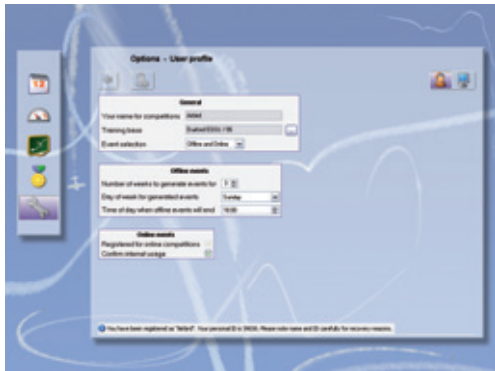 Options - User profile
12
General
Your name for competitions
Training base
Event selection Offline and Online
Offline events
Number of weeks to generate events for
Day of week for generated events Sunday
Time of day when offline events will end
Online events
Registered for online competitions
Confirm internal usage
You have been registered as Your personal ID is Please note name and ID carefully for recovery reasons.